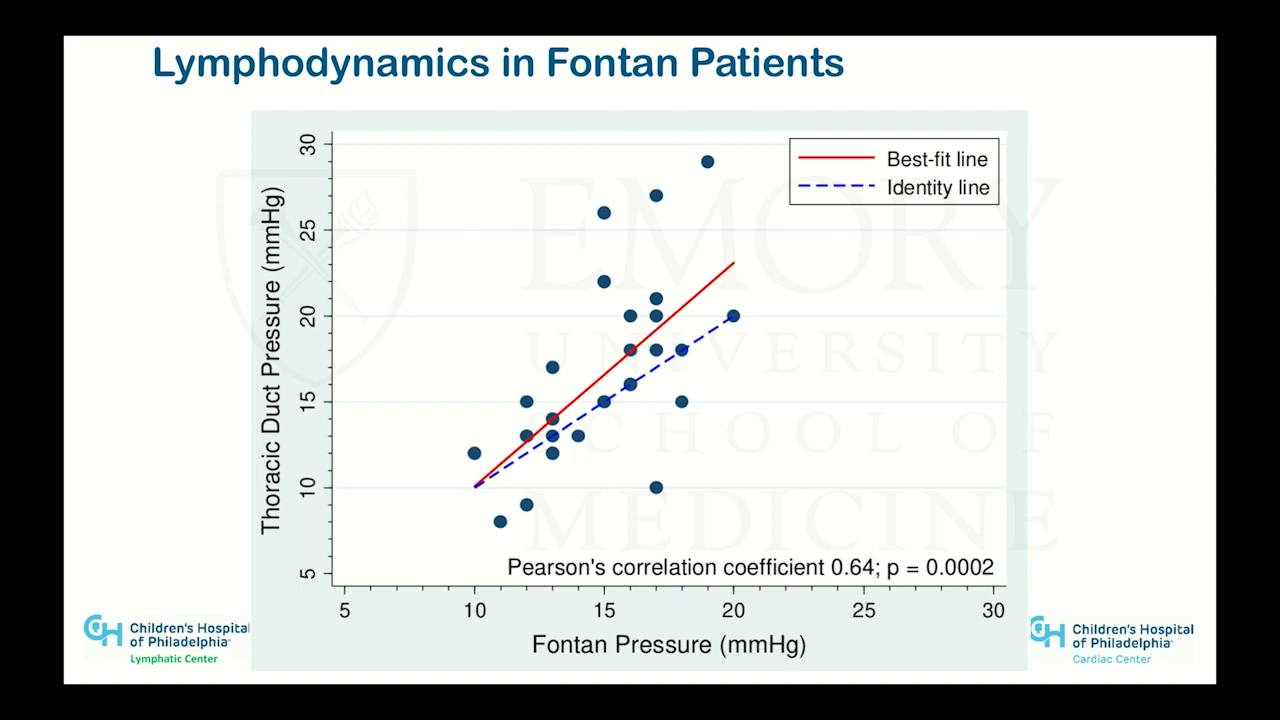 Lymphodynamics in Fontan Patients
30
25
20
15
10
5
Thoracic Duct Pressure (mmHg)
Best-fit line
Identity line
EMORY
UNIVERSITY
SCHOOL OF
MEDICINE
Pearson's correlation coefficient 0.64; p = 0.0002
5 10 15 20 25 30
Fontan Pressure (mmHg)
CH Children's Hospital
of Philadelphia
Lymphatic Center
CH Children's Hospital
of Philadelphia
Cardiac Center